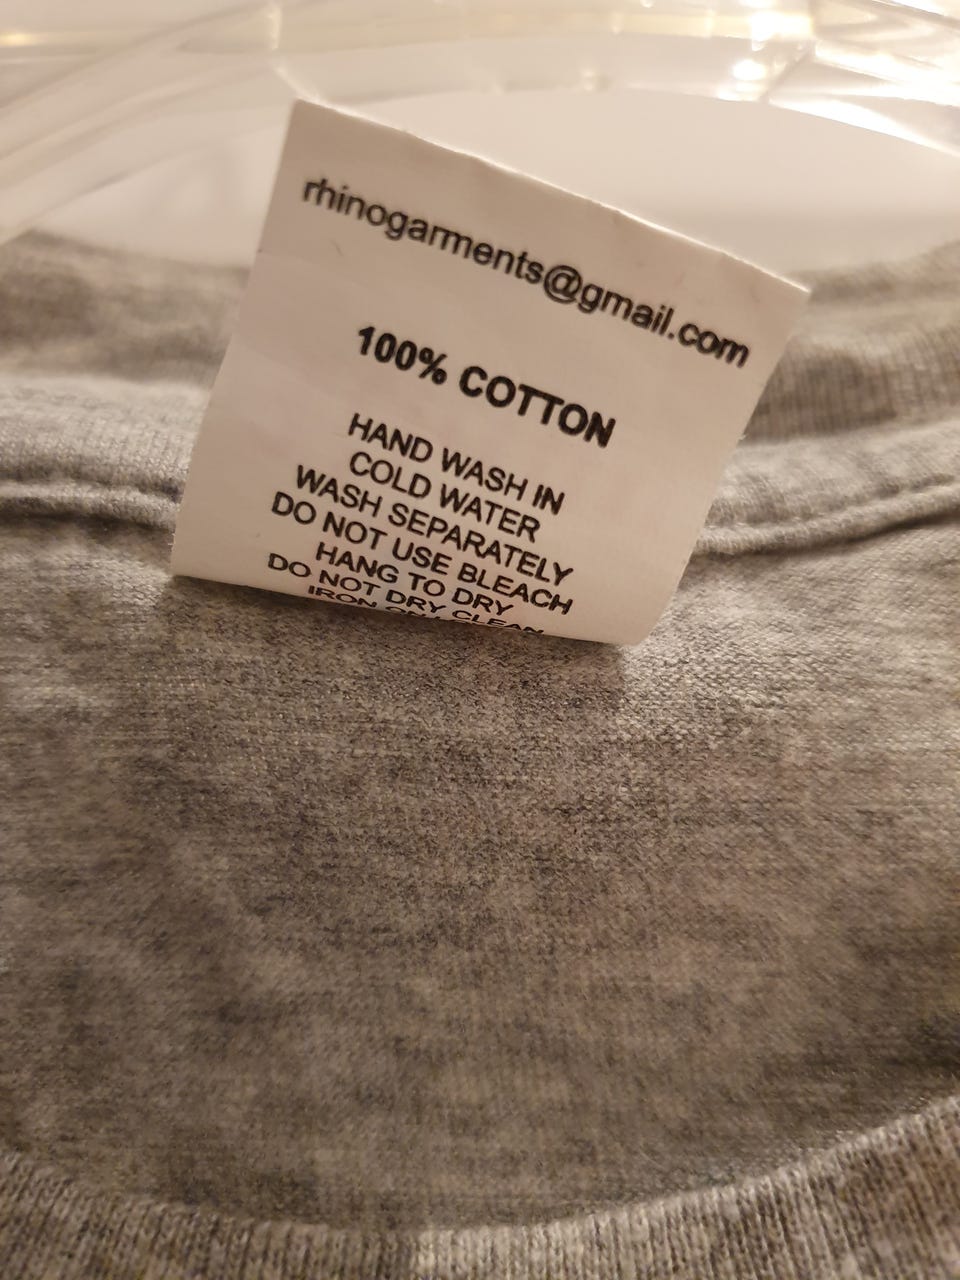 rhinogarments@gmail.com
100% COTTON
HAND WASH IN
COLD WATER
WASH SEPARATELY
DO NOT USE BLEACH
HANG TO DRY
DO NOT DRY CLEAN
IRON